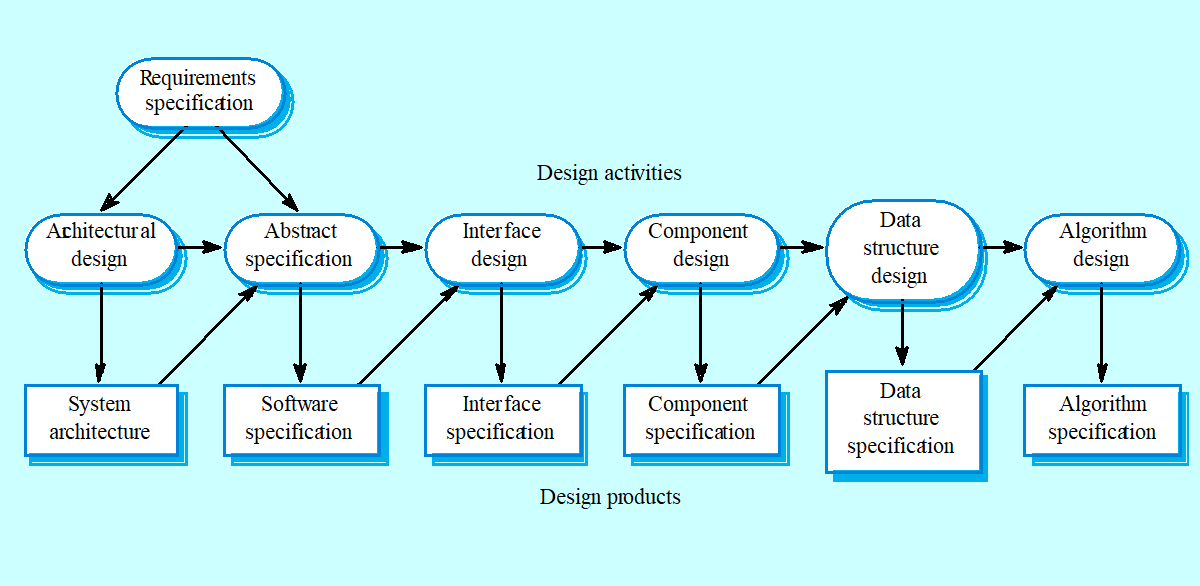 Requirements
specification
Design activities
Architectural
design
Abstract
specification
Interface
design
Component
design
Data
structure
design
Algorithm
design
System
architecture
Software
specification
Interface
specification
Component
specification
Data
structure
specification
Algorithm
specification
Design products